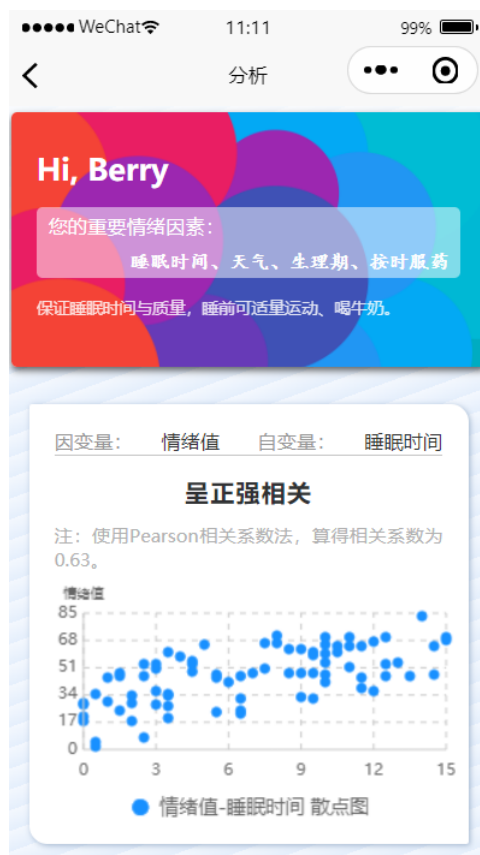 WeChat 11:11 99%
分析
Hi, Berry
您的重要情绪因素：
睡眠时间、天气、生理期、按时服药
保证睡眠时间与质量，睡前可适量运动、喝牛奶。
因变量： 情绪值 自变量： 睡眠时间
呈正强相关
注：使用Pearson相关系数法，算得相关系数为
0.63。
情绪值
85
68
51
34
17
0
0 3 6 9 12 15
情绪值-睡眠时间 散点图